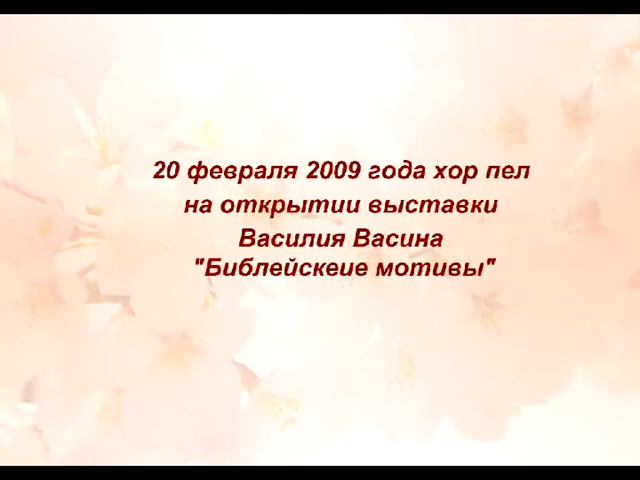 20 февраля 2009 года хор пел
на открытии выставки
Василия Васина
"Библейскеие мотивы"